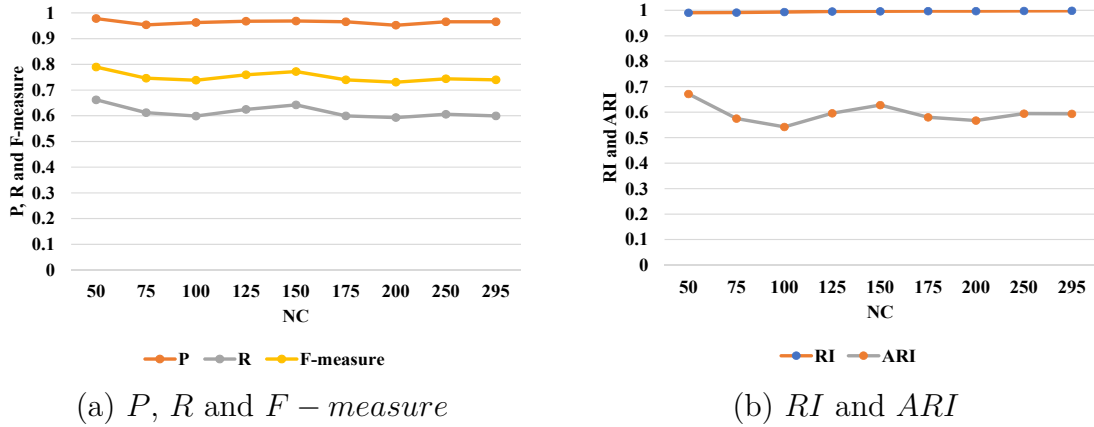 P, R and F-measure
1
0.9
0.8
0.7
0.6
0.5
0.4
0.3
0.2
0.1
0
50 75 100 125 150 175 200 250 295
NC
P R F-measure
(a) P, R and F − measure
RI and ARI
1
0.9
0.8
0.7
0.6
0.5
0.4
0.3
0.2
0.1
0
50 75 100 125 150 175 200 250 295
NC
RI ARI
(b) RI and ARI